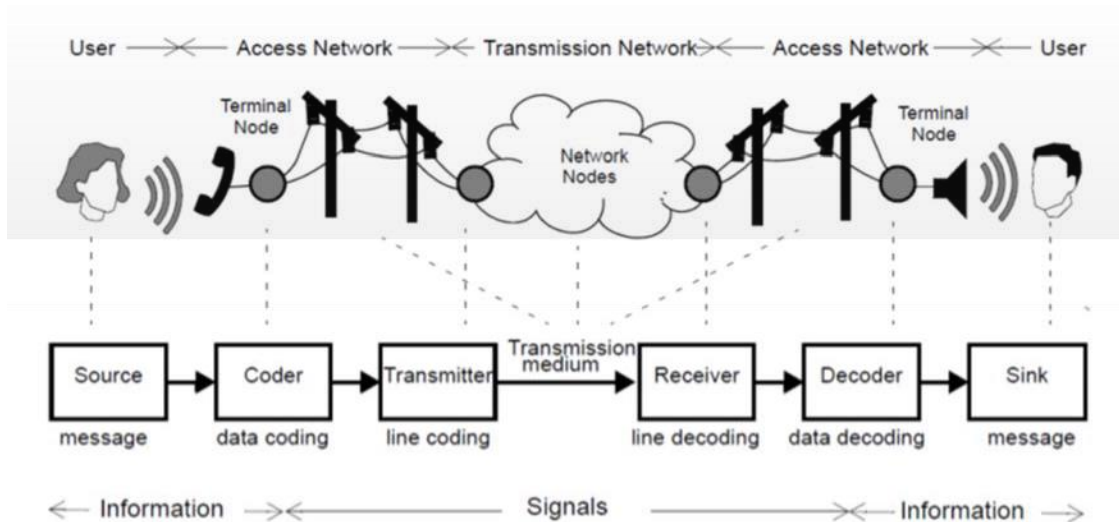 User Access Network Transmission Network Access Network User
Terminal
Node
Terminal
Node
Network
Nodes
Transmission
medium
Source Coder Transmitter Receiver Decoder Sink
message data coding line coding line decoding data decoding message
Information Signals Information